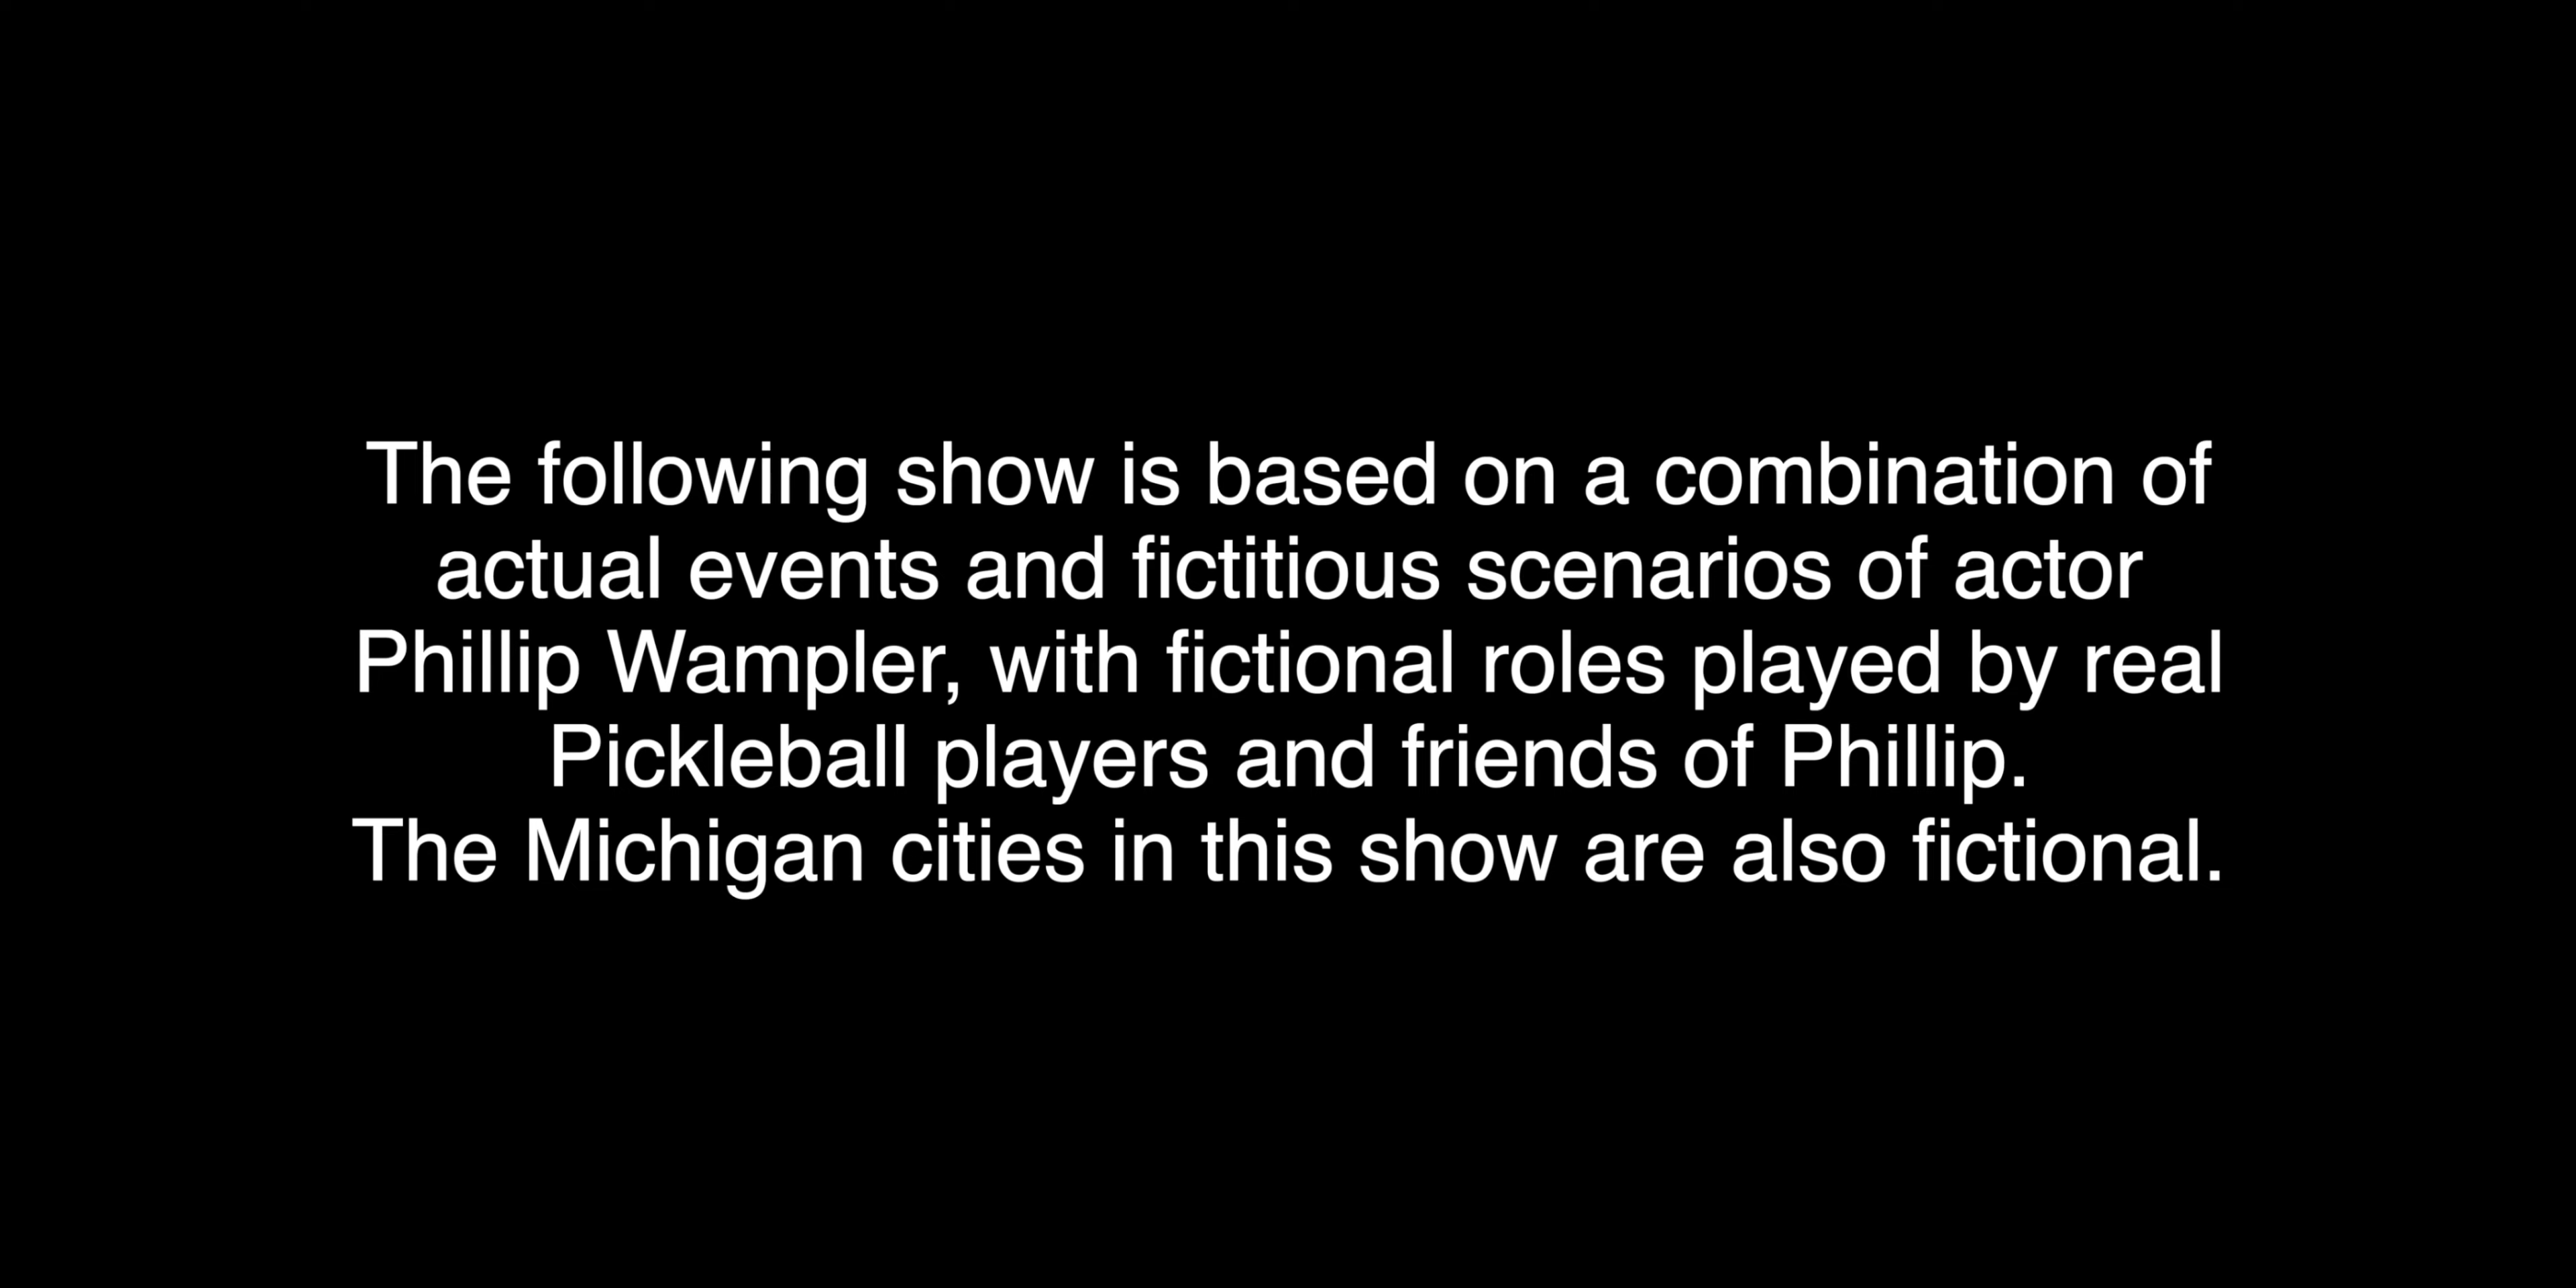 The following show is based on a combination of
actual events and fictitious scenarios of actor
Phillip Wampler, with fictional roles played by real
Pickleball players and friends of Phillip.
The Michigan cities in this show are also fictional.